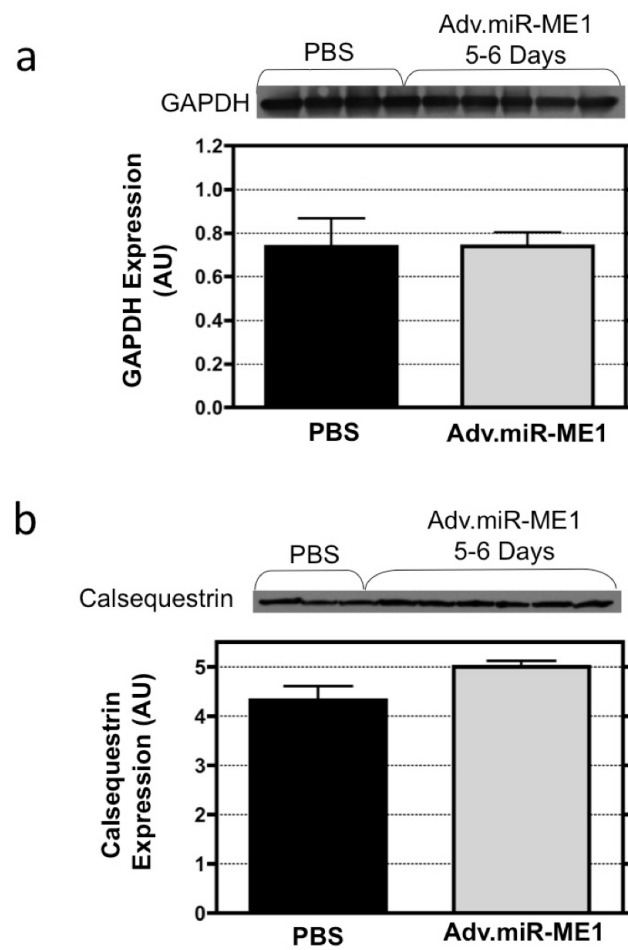 a
PBS
Adv.miR-ME1
5-6 Days
GAPDH
GAPDH Expression
(AU)
1.2
1.0
0.8
0.6
0.4
0.2
0.0
PBS
Adv.miR-ME1
b
PBS
Adv.miR-ME1
5-6 Days
Calsequestrin
Calsequestrin
Expression (AU)
5
4
3
2
1
0
PBS
Adv.miR-ME1